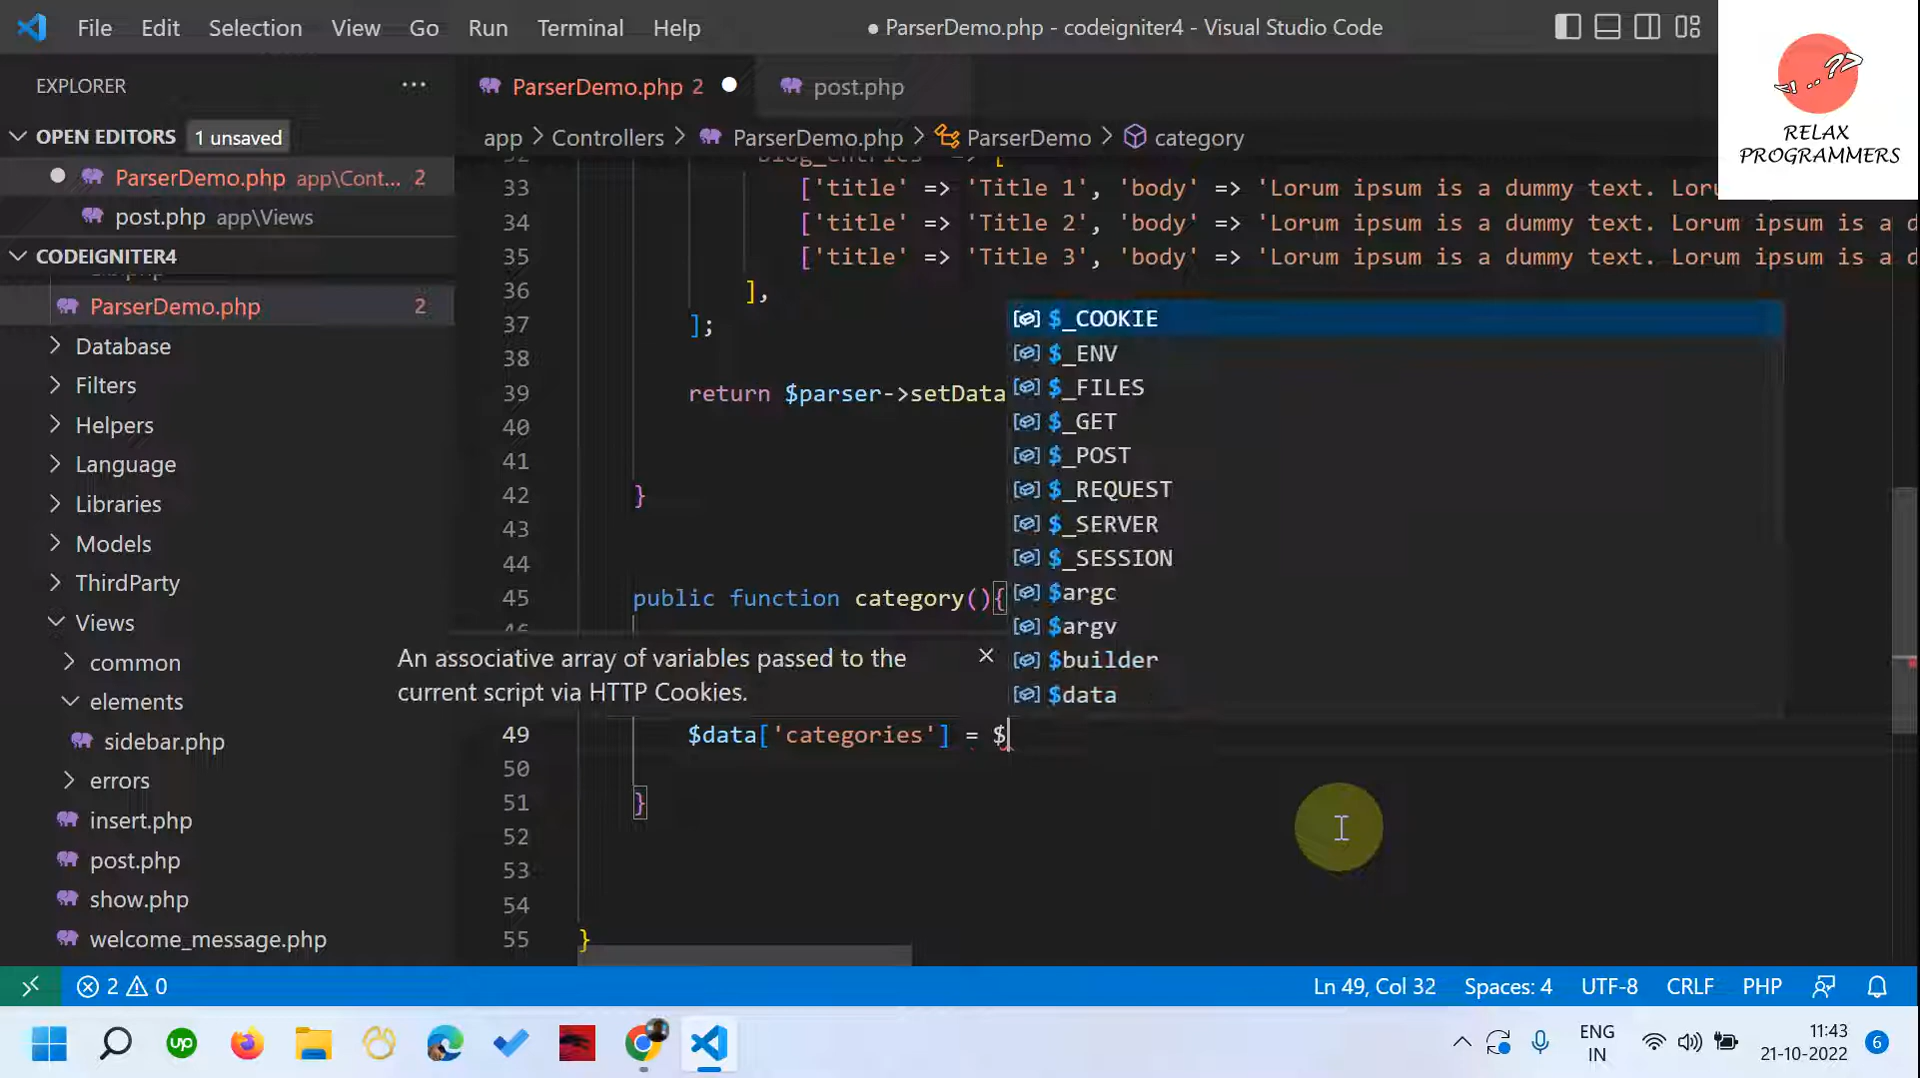 File Edit Selection View Go Run Terminal Help
● ParserDemo.php - codeigniter4 - Visual Studio Code
<...??>
RELAX
PROGRAMMERS
EXPLORER ...
ParserDemo.php 2 ●
post.php
OPEN EDITORS 1 unsaved
app > Controllers > ParserDemo.php > ParserDemo > category
● ParserDemo.php app\Cont... 2
post.php app\Views
CODEIGNITER4
ParserDemo.php 2
Database
Filters
Helpers
Language
Libraries
Models
ThirdParty
Views
common
elements
sidebar.php
errors
insert.php
post.php
show.php
welcome_message.php
32 'blog_entries' => [
33 ['title' => 'Title 1', 'body' => 'Lorum ipsum is a dummy text. Loru
34 ['title' => 'Title 2', 'body' => 'Lorum ipsum is a dummy text. Lorum ipsum is a d
35 ['title' => 'Title 3', 'body' => 'Lorum ipsum is a dummy text. Lorum ipsum is a d
36 ],
37 ];
38
39 return $parser->setData
40
41
42 }
43
44
45 public function category(){
46
49 $data['categories'] = $
50
51 }
52
53
54
55 }
$_COOKIE
$_ENV
$_FILES
$_GET
$_POST
$_REQUEST
$_SERVER
$_SESSION
$argc
$argv
$builder
$data
An associative array of variables passed to the
current script via HTTP Cookies.
2 0
Ln 49, Col 32 Spaces: 4 UTF-8 CRLF PHP
up
ENG
IN
11:43
21-10-2022
6